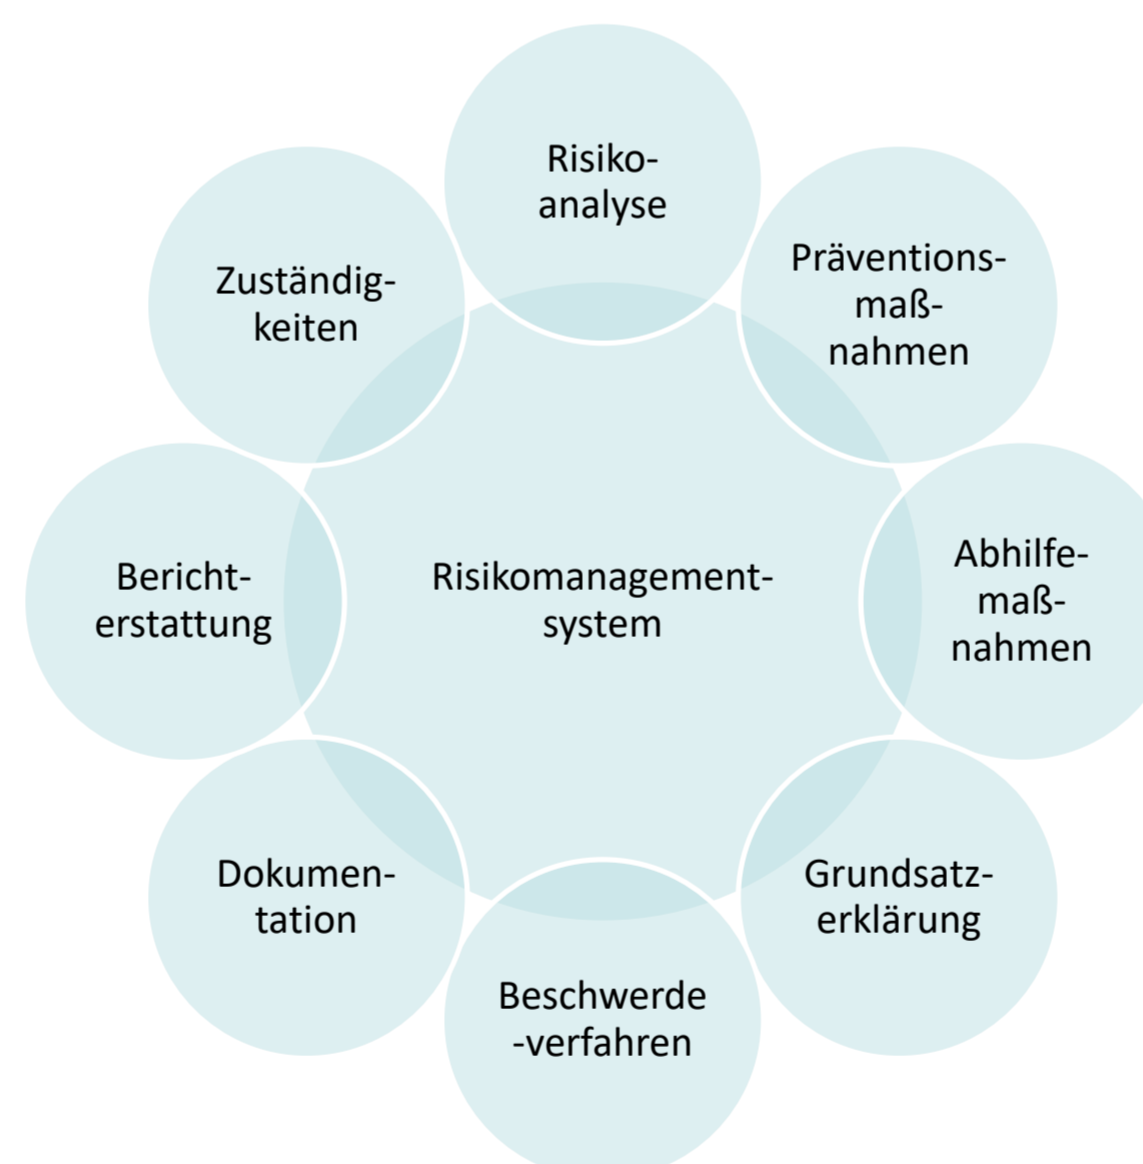 Risiko-
analyse
Präventions-
maß-
nahmen
Abhilfe-
maß-
nahmen
Grundsatz-
erklärung
Beschwerde
-verfahren
Dokumen-
tation
Bericht-
erstattung
Zuständig-
keiten
Risikomanagement-
system